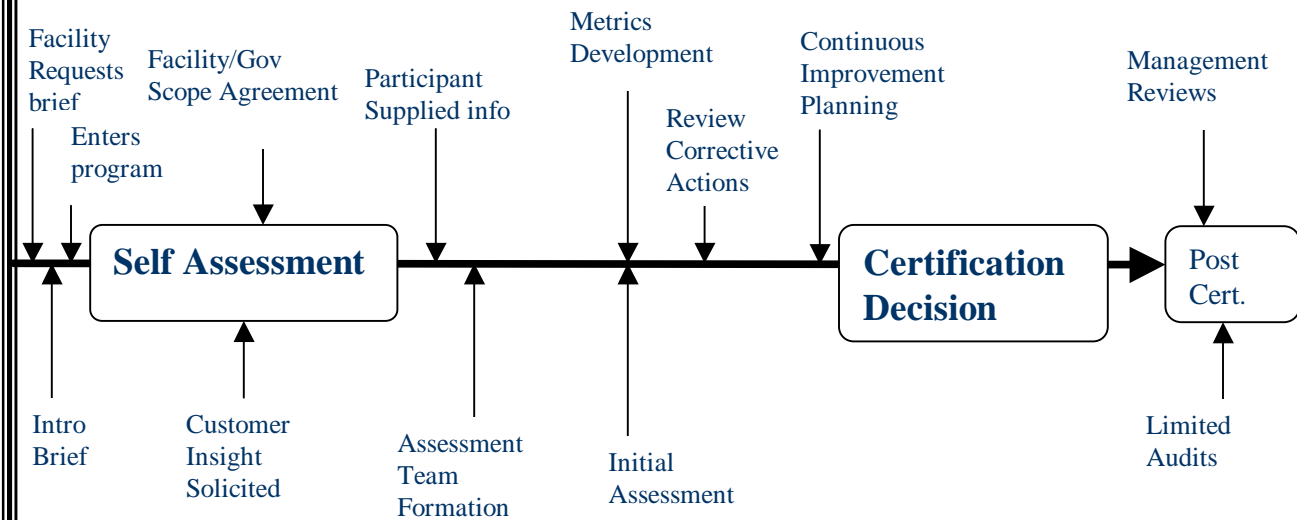 Facility
Requests
brief
Enters
program
Facility/Gov
Scope Agreement
Participant
Supplied info
Metrics
Development
Review
Corrective
Actions
Continuous
Improvement
Planning
Management
Reviews
Self Assessment
Certification
Decision
Post
Cert.
Intro
Brief
Customer
Insight
Solicited
Assessment
Team
Formation
Initial
Assessment
Limited
Audits